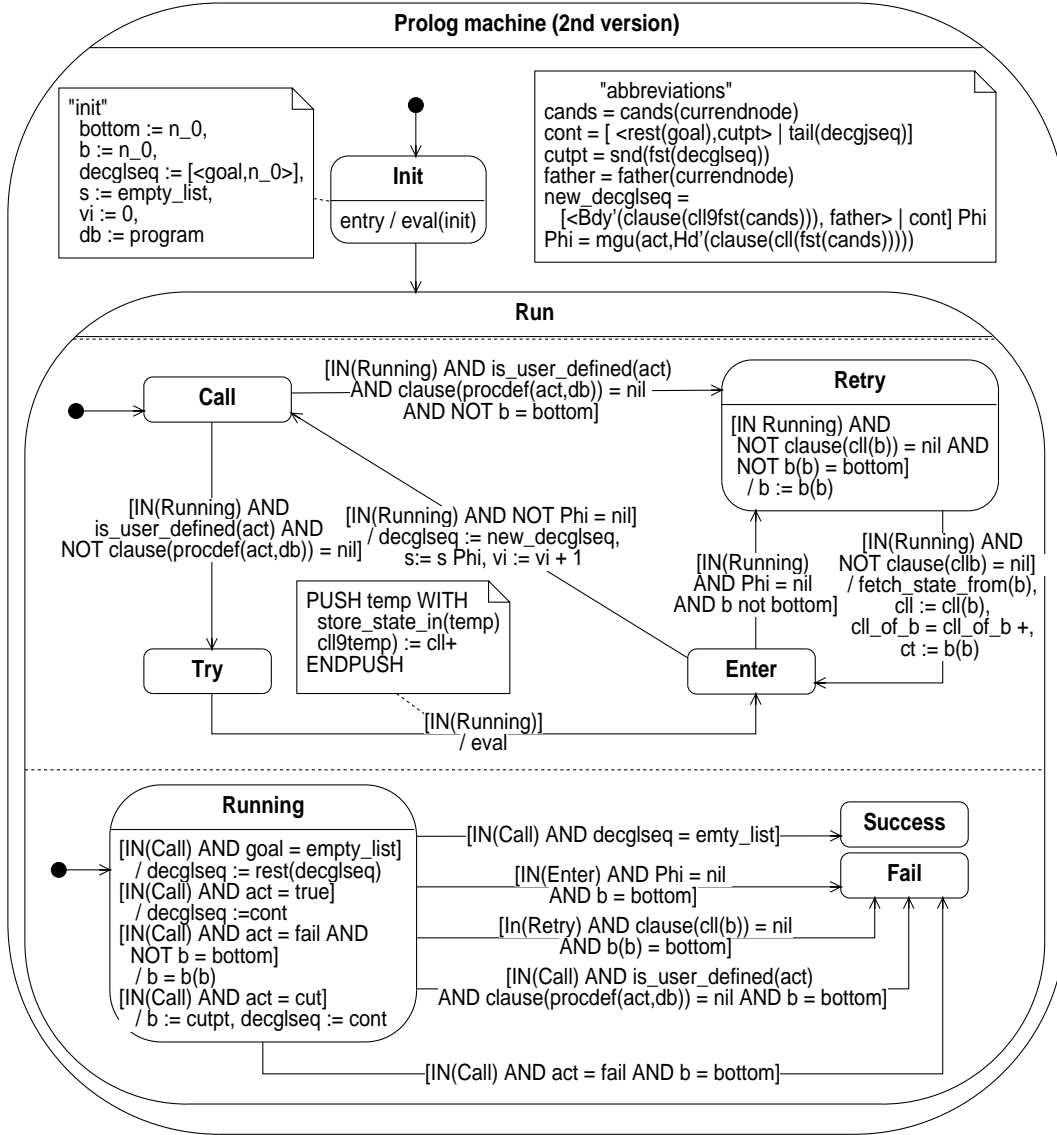 Prolog machine (2nd version)
"init"
bottom := n_0,
b := n_0,
decglseq := [<goal,n_0>],
s := empty_list,
vi := 0,
db := program
Init
entry / eval(init)
"abbreviations"
cands = cands(currendnode)
cont = [ <rest(goal),cutpt> | tail(decgjseq)]
cutpt = snd(fst(decglseq))
father = father(currendnode)
new_decglseq =
[<Bdy'(clause(cll9fst(cands))), father> | cont] Phi
Phi = mgu(act,Hd'(clause(cll(fst(cands)))))
Run
Call
[IN(Running) AND is_user_defined(act)
AND clause(procdef(act,db)) = nil
AND NOT b = bottom]
Retry
[IN Running) AND
NOT clause(cll(b)) = nil AND
NOT b(b) = bottom]
/ b := b(b)
[IN(Running) AND
is_user_defined(act) AND
NOT clause(procdef(act,db)) = nil]
[IN(Running) AND NOT Phi = nil]
/ decglseq := new_decglseq,
s:= s Phi, vi := vi + 1
[IN(Running)
AND Phi = nil
AND b not bottom]
[IN(Running) AND
NOT clause(cllb) = nil]
/ fetch_state_from(b),
cll := cll(b),
cll_of_b = cll_of_b +,
ct := b(b)
PUSH temp WITH
store_state_in(temp)
cll9temp) := cll+
ENDPUSH
Try
Enter
[IN(Running)]
/ eval
Running
[IN(Call) AND goal = empty_list]
/ decglseq := rest(decglseq)
[IN(Call) AND act = true]
/ decglseq :=cont
[IN(Call) AND act = fail AND
NOT b = bottom]
/ b = b(b)
[IN(Call) AND act = cut]
/ b := cutpt, decglseq := cont
[IN(Call) AND decglseq = emty_list]
Success
[IN(Enter) AND Phi = nil
AND b = bottom]
Fail
[In(Retry) AND clause(cll(b)) = nil
AND b(b) = bottom]
[IN(Call) AND is_user_defined(act)
AND clause(procdef(act,db)) = nil AND b = bottom]
[IN(Call) AND act = fail AND b = bottom]